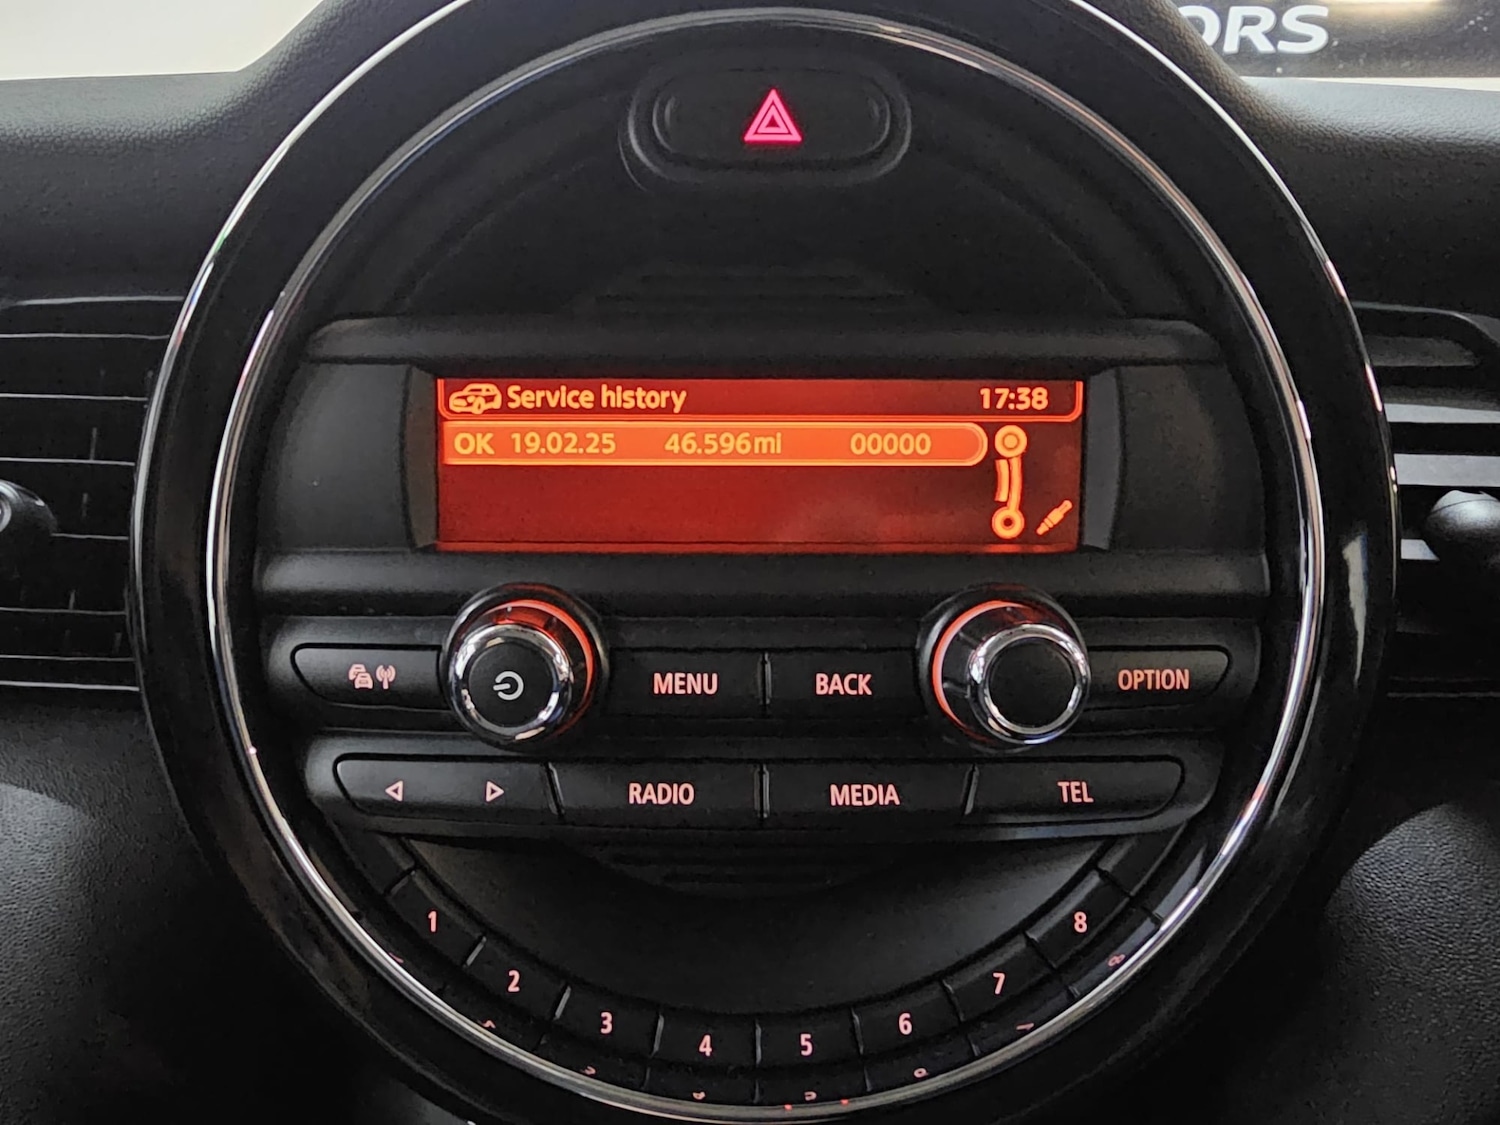 ORS
Service history 17:38
OK 19.02.25 46.596mi 00000
MENU BACK OPTION
RADIO MEDIA TEL
1 2 3 4 5 6 7 8